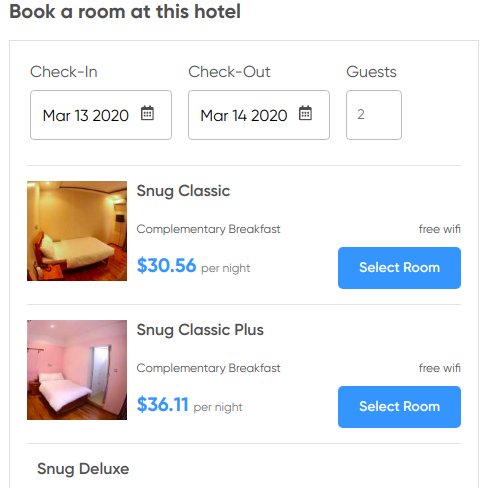 Book a room at this hotel
Check-In Check-Out Guests
Mar 13 2020 Mar 14 2020 2
Snug Classic
Complementary Breakfast free wifi
$30.56 per night Select Room
Snug Classic Plus
Complementary Breakfast free wifi
$36.11 per night Select Room
Snug Deluxe